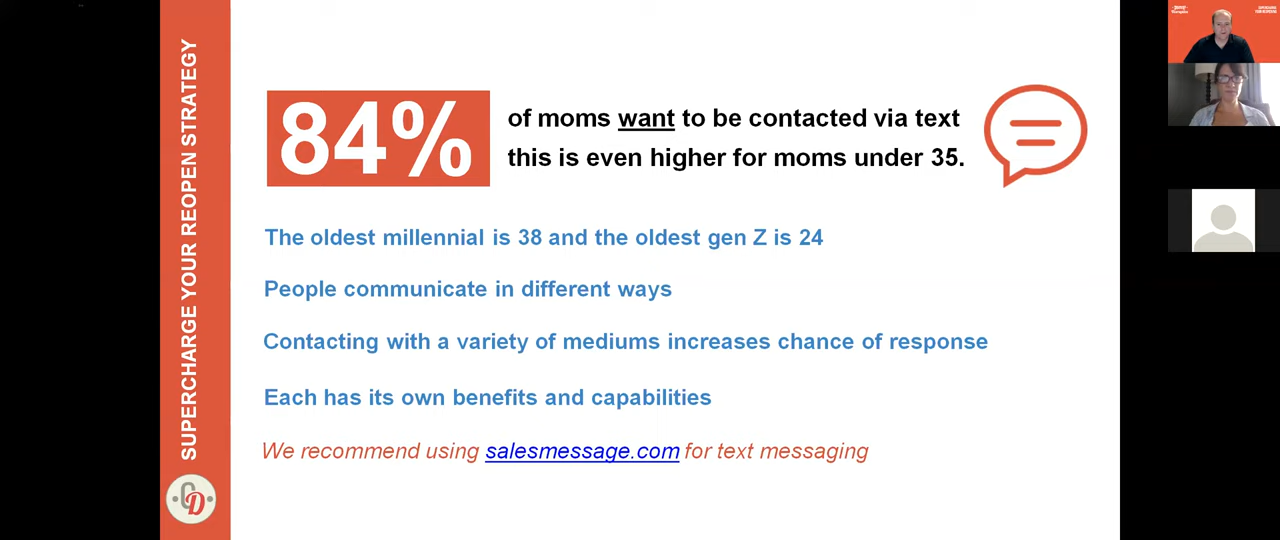 SUPERCHARGE YOUR REOPEN STRATEGY
84%
of moms want to be contacted via text
this is even higher for moms under 35.
The oldest millennial is 38 and the oldest gen Z is 24
People communicate in different ways
Contacting with a variety of mediums increases chance of response
Each has its own benefits and capabilities
We recommend using salesmessage.com for text messaging
CD